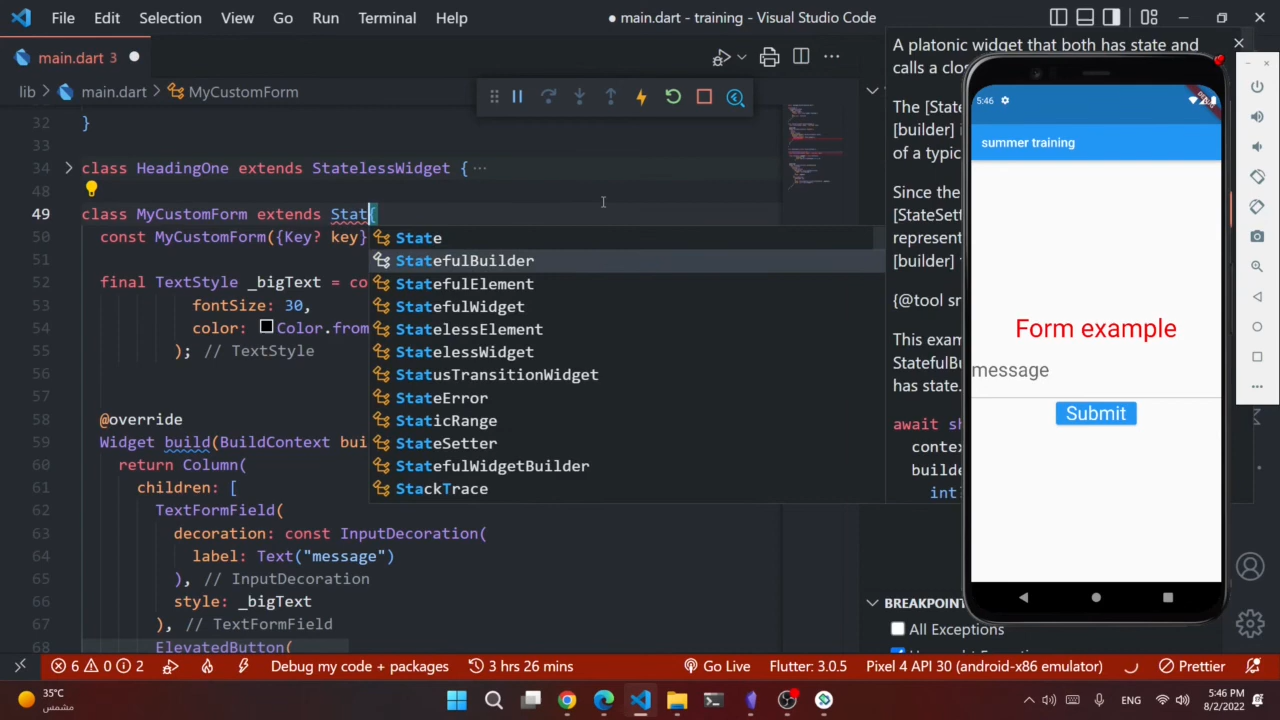 File Edit Selection View Go Run Terminal Help
● main.dart - training - Visual Studio Code
main.dart 3 ●
lib > main.dart > MyCustomForm
32 }
33
34 class HeadingOne extends StatelessWidget { ...
48
49 class MyCustomForm extends Stat{
50 const MyCustomForm({Key? key}
51
52 final TextStyle _bigText = co
53 fontSize: 30,
54 color: Color.from
55 ); // TextStyle
56
57
58 @override
59 Widget build(BuildContext bui
60 return Column(
61 children: [
62 TextFormField(
63 decoration: const InputDecoration(
64 label: Text("message")
65 ), // InputDecoration
66 style: _bigText
67 ), // TextFormField
68 ElevatedButton(
State
StatefulBuilder
StatefulElement
StatefulWidget
StatelessElement
StatelessWidget
StatusTransitionWidget
StateError
StaticRange
StateSetter
StatefulWidgetBuilder
StackTrace
A platonic widget that both has state and
calls a clo
The [State
[builder] i
of a typic
Since the
[StateSett
represent
[builder]
{@tool sn
This exam
StatefulBu
has state.
await sh
contex
builde
int
BREAKPOIN
All Exceptions
5:46
summer training
Form example
message
Submit
6 0 2 Debug my code + packages 3 hrs 26 mins Go Live Flutter: 3.0.5 Pixel 4 API 30 (android-x86 emulator) Prettier
35°C
مشمس
ENG
5:46 PM
8/2/2022